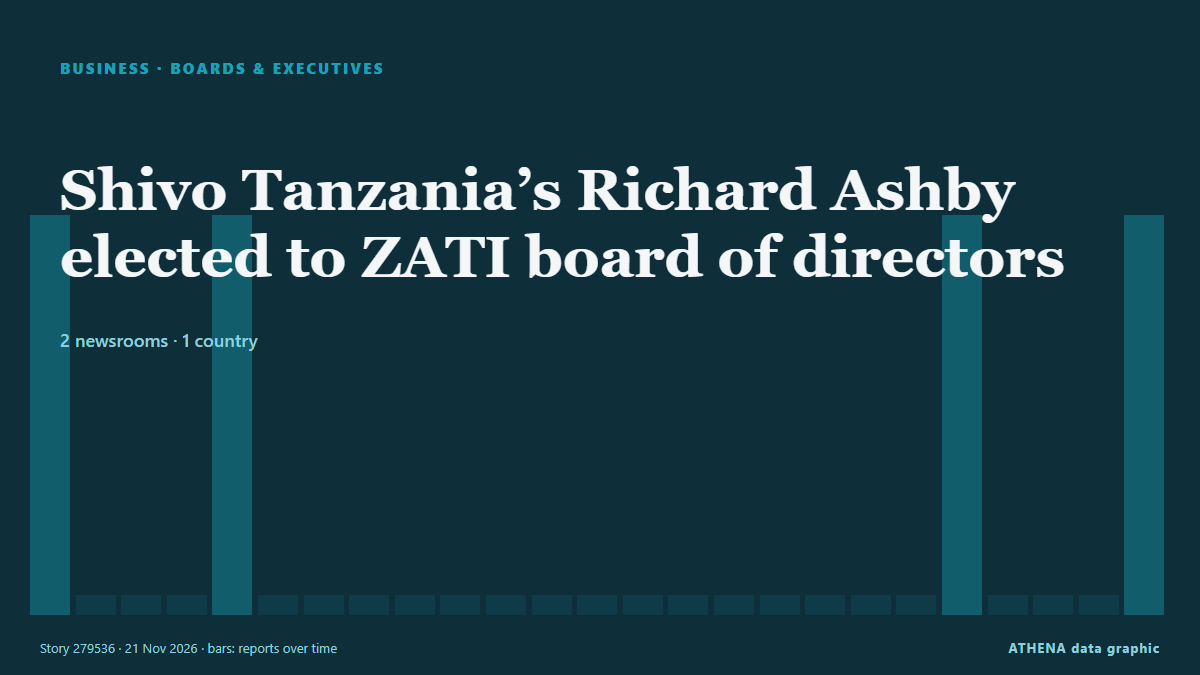 BUSINESS · BOARDS & EXECUTIVES
Shivo Tanzania’s Richard Ashby
elected to ZATI board of directors
2 newsrooms · 1 country
Story 279536 · 21 Nov 2026 · bars: reports over time
ATHENA data graphic